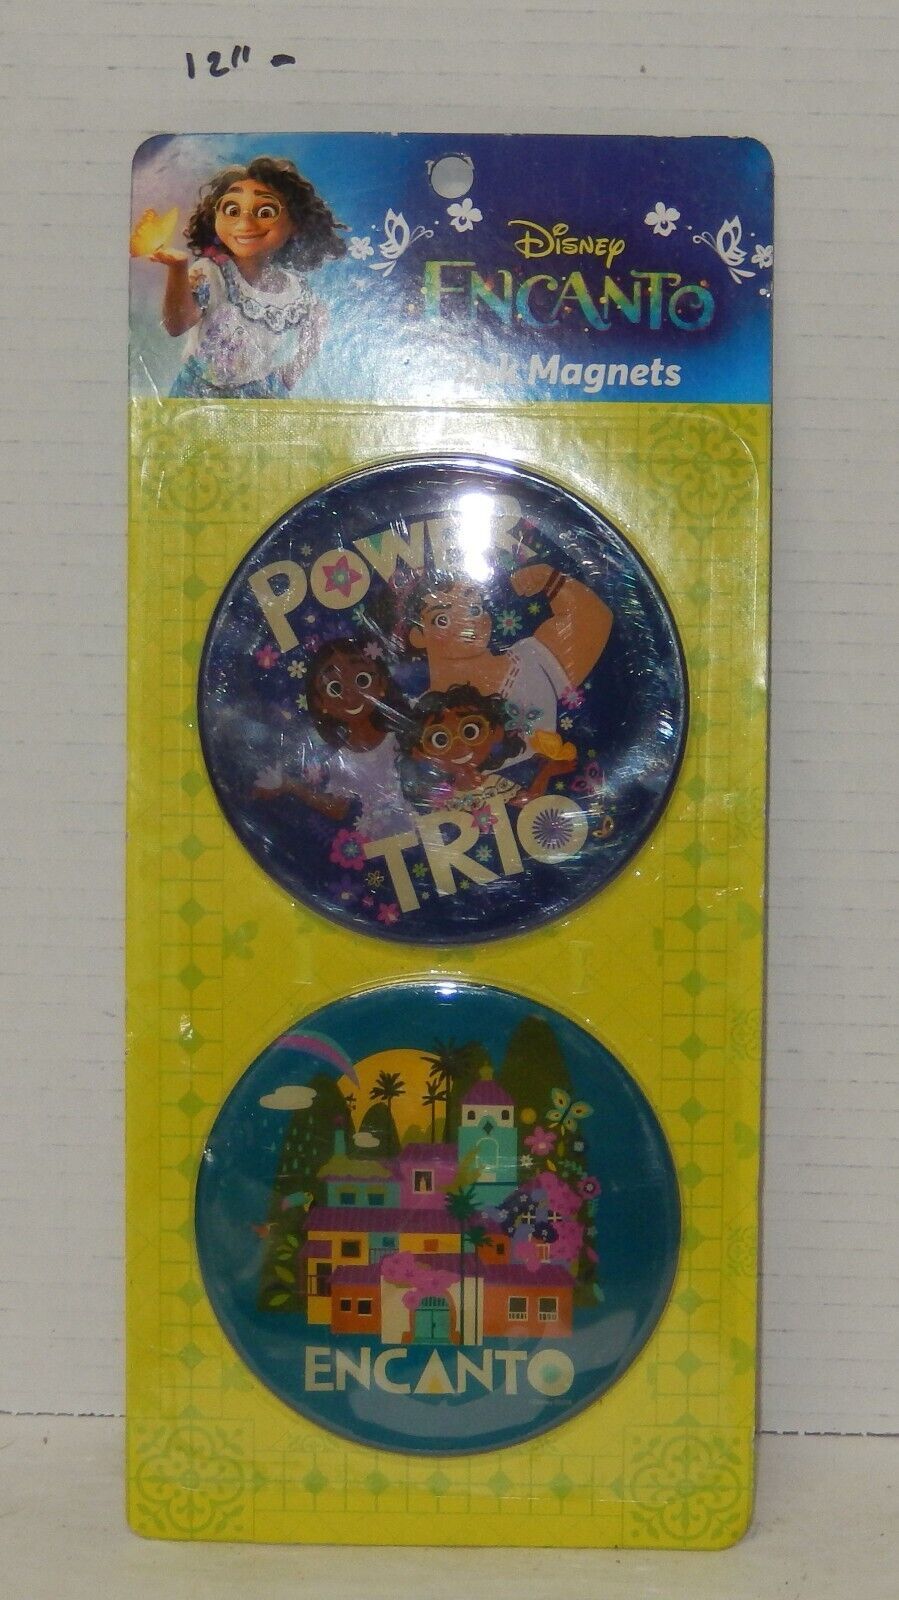 12" -
DISNEY
ENCANTO
2pk Magnets
POWER
TRIO
ENCANTO